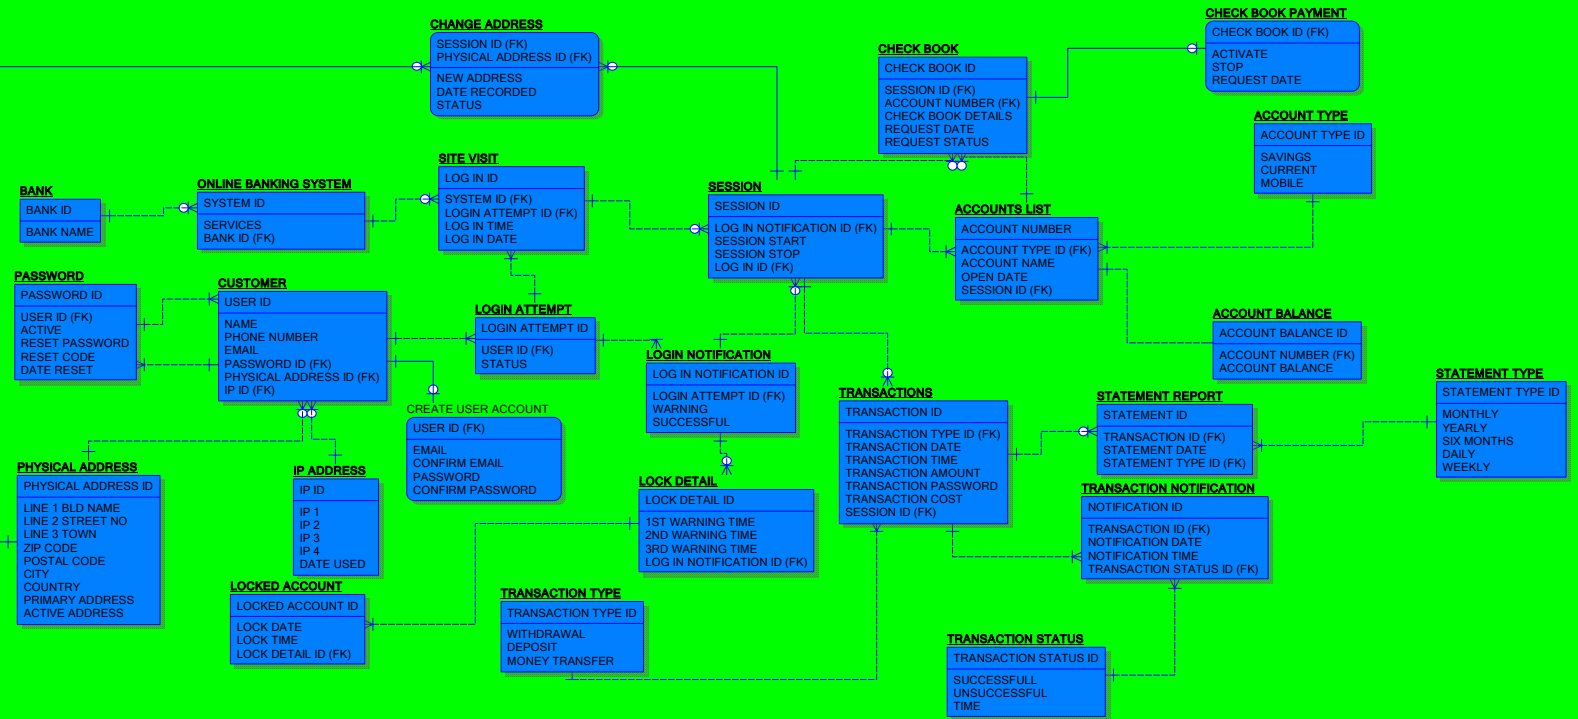 CHANGE ADDRESS
SESSION ID (FK)
PHYSICAL ADDRESS ID (FK)
NEW ADDRESS
DATE RECORDED
STATUS
CHECK BOOK
CHECK BOOK ID
SESSION ID (FK)
ACCOUNT NUMBER (FK)
CHECK BOOK DETAILS
REQUEST DATE
REQUEST STATUS
CHECK BOOK PAYMENT
CHECK BOOK ID (FK)
ACTIVATE
STOP
REQUEST DATE
ACCOUNT TYPE
ACCOUNT TYPE ID
SAVINGS
CURRENT
MOBILE
BANK
BANK ID
BANK NAME
ONLINE BANKING SYSTEM
SYSTEM ID
SERVICES
BANK ID (FK)
SITE VISIT
LOG IN ID
SYSTEM ID (FK)
LOGIN ATTEMPT ID (FK)
LOG IN TIME
LOG IN DATE
SESSION
SESSION ID
LOG IN NOTIFICATION ID (FK)
SESSION START
SESSION STOP
LOG IN ID (FK)
ACCOUNTS LIST
ACCOUNT NUMBER
ACCOUNT TYPE ID (FK)
ACCOUNT NAME
OPEN DATE
SESSION ID (FK)
PASSWORD
PASSWORD ID
USER ID (FK)
ACTIVE
RESET PASSWORD
RESET CODE
DATE RESET
CUSTOMER
USER ID
NAME
PHONE NUMBER
EMAIL
PASSWORD ID (FK)
PHYSICAL ADDRESS ID (FK)
IP ID (FK)
LOGIN ATTEMPT
LOGIN ATTEMPT ID
USER ID (FK)
STATUS
LOGIN NOTIFICATION
LOG IN NOTIFICATION ID
LOGIN ATTEMPT ID (FK)
WARNING
SUCCESSFUL
ACCOUNT BALANCE
ACCOUNT BALANCE ID
ACCOUNT NUMBER (FK)
ACCOUNT BALANCE
CREATE USER ACCOUNT
USER ID (FK)
EMAIL
CONFIRM EMAIL
PASSWORD
CONFIRM PASSWORD
TRANSACTIONS
TRANSACTION ID
TRANSACTION TYPE ID (FK)
TRANSACTION DATE
TRANSACTION TIME
TRANSACTION AMOUNT
TRANSACTION PASSWORD
TRANSACTION COST
SESSION ID (FK)
STATEMENT REPORT
STATEMENT ID
TRANSACTION ID (FK)
STATEMENT DATE
STATEMENT TYPE ID (FK)
STATEMENT TYPE
STATEMENT TYPE ID
MONTHLY
YEARLY
SIX MONTHS
DAILY
WEEKLY
PHYSICAL ADDRESS
PHYSICAL ADDRESS ID
LINE 1 BLD NAME
LINE 2 STREET NO
LINE 3 TOWN
ZIP CODE
POSTAL CODE
CITY
COUNTRY
PRIMARY ADDRESS
ACTIVE ADDRESS
IP ADDRESS
IP ID
IP 1
IP 2
IP 3
IP 4
DATE USED
LOCK DETAIL
LOCK DETAIL ID
1ST WARNING TIME
2ND WARNING TIME
3RD WARNING TIME
LOG IN NOTIFICATION ID (FK)
TRANSACTION NOTIFICATION
NOTIFICATION ID
TRANSACTION ID (FK)
NOTIFICATION DATE
NOTIFICATION TIME
TRANSACTION STATUS ID (FK)
LOCKED ACCOUNT
LOCKED ACCOUNT ID
LOCK DATE
LOCK TIME
LOCK DETAIL ID (FK)
TRANSACTION TYPE
TRANSACTION TYPE ID
WITHDRAWAL
DEPOSIT
MONEY TRANSFER
TRANSACTION STATUS
TRANSACTION STATUS ID
SUCCESSFULL
UNSUCCESSFUL
TIME